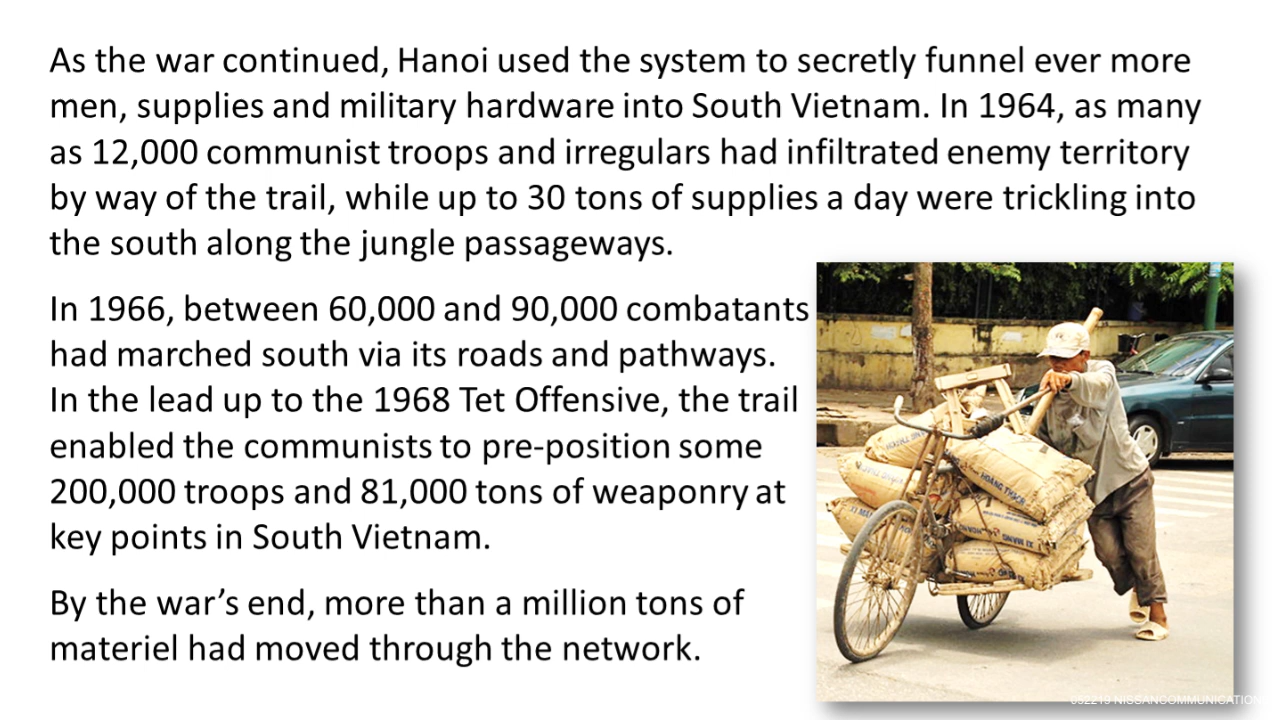 As the war continued, Hanoi used the system to secretly funnel ever more
men, supplies and military hardware into South Vietnam. In 1964, as many
as 12,000 communist troops and irregulars had infiltrated enemy territory
by way of the trail, while up to 30 tons of supplies a day were trickling into
the south along the jungle passageways.
In 1966, between 60,000 and 90,000 combatants
had marched south via its roads and pathways.
In the lead up to the 1968 Tet Offensive, the trail
enabled the communists to pre-position some
200,000 troops and 81,000 tons of weaponry at
key points in South Vietnam.
By the war’s end, more than a million tons of
materiel had moved through the network.
HOANG THACH
052219 NISSANCOMMUNICATION